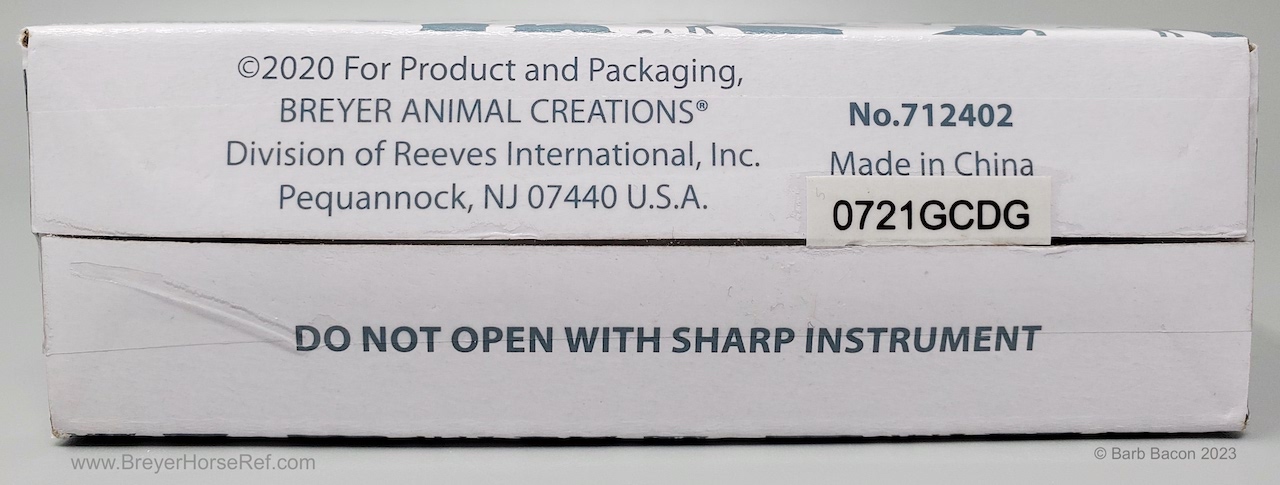 ©2020 For Product and Packaging,
BREYER ANIMAL CREATIONS®
Division of Reeves International, Inc.
Pequannock, NJ 07440 U.S.A.
No.712402
Made in China
0721GCDG
DO NOT OPEN WITH SHARP INSTRUMENT
www.BreyerHorseRef.com
© Barb Bacon 2023